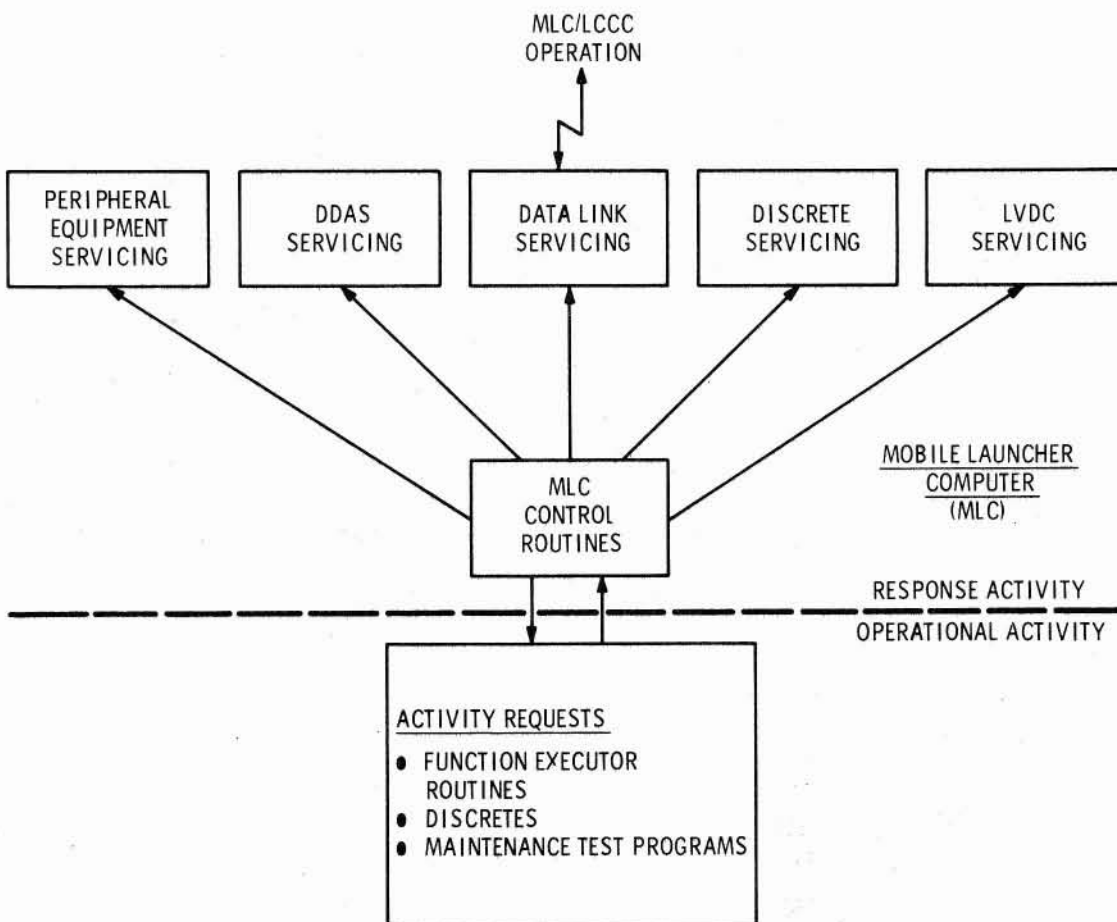 MLC/LCCC
OPERATION
PERIPHERAL
EQUIPMENT
SERVICING
DDAS
SERVICING
DATA LINK
SERVICING
DISCRETE
SERVICING
LVDC
SERVICING
MLC
CONTROL
ROUTINES
MOBILE LAUNCHER
COMPUTER
(MLC)
RESPONSE ACTIVITY
OPERATIONAL ACTIVITY
ACTIVITY REQUESTS
● FUNCTION EXECUTOR
ROUTINES
● DISCRETES
● MAINTENANCE TEST PROGRAMS